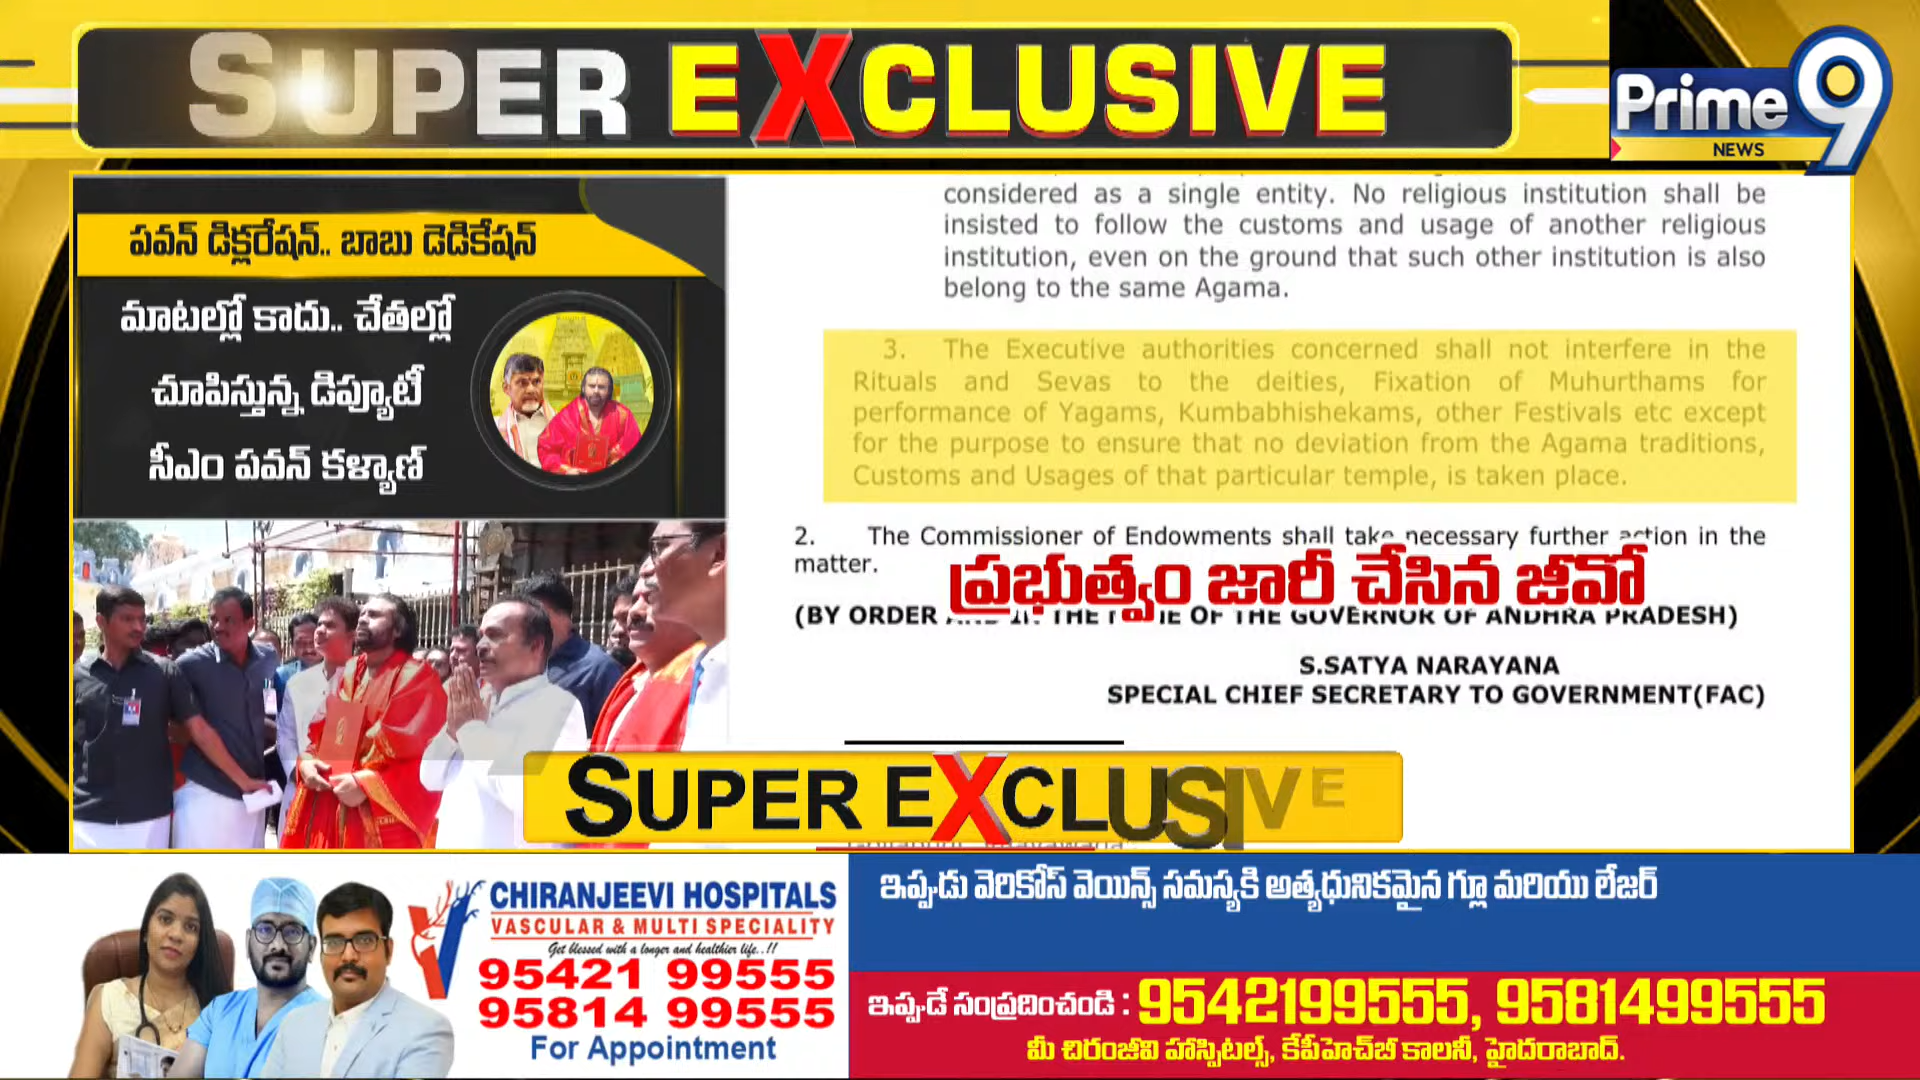 SUPER EXCLUSIVE
Prime9
NEWS
పవన్ డిక్లరేషన్.. బాబు డెడికేషన్
మాటల్లో కాదు.. చేతల్లో
చూపిస్తున్న డిప్యూటీ
సీఎం పవన్ కళ్యాణ్
considered as a single entity. No religious institution shall be
insisted to follow the customs and usage of another religious
institution, even on the ground that such other institution is also
belong to the same Agama.
3. The Executive authorities concerned shall not interfere in the
Rituals and Sevas to the deities, Fixation of Muhurthams for
performance of Yagams, Kumbabhishekams, other Festivals etc except
for the purpose to ensure that no deviation from the Agama traditions,
Customs and Usages of that particular temple, is taken place.
2. The Commissioner of Endowments shall take necessary further action in the
matter.
ప్రభుత్వం జారీ చేసిన జీవో
(BY ORDER AND IN THE NAME OF THE GOVERNOR OF ANDHRA PRADESH)
S.SATYA NARAYANA
SPECIAL CHIEF SECRETARY TO GOVERNMENT(FAC)
SUPER EXCLUSIVE
CHIRANJEEVI HOSPITALS
VASCULAR & MULTI SPECIALITY
Get blessed with a longer and healthier life..!!
95421 99555
95814 99555
For Appointment
ఇప్పుడు వెరికోస్ వెయిన్స్ సమస్యకి అత్యధునికమైన గ్లూ మరియు లేజర్
ఇప్పుడే సంప్రదించండి : 9542199555, 9581499555
మీ చిరంజీవి హాస్పిటల్స్, కేపీహెచ్‌బీ కాలనీ, హైదరాబాద్.